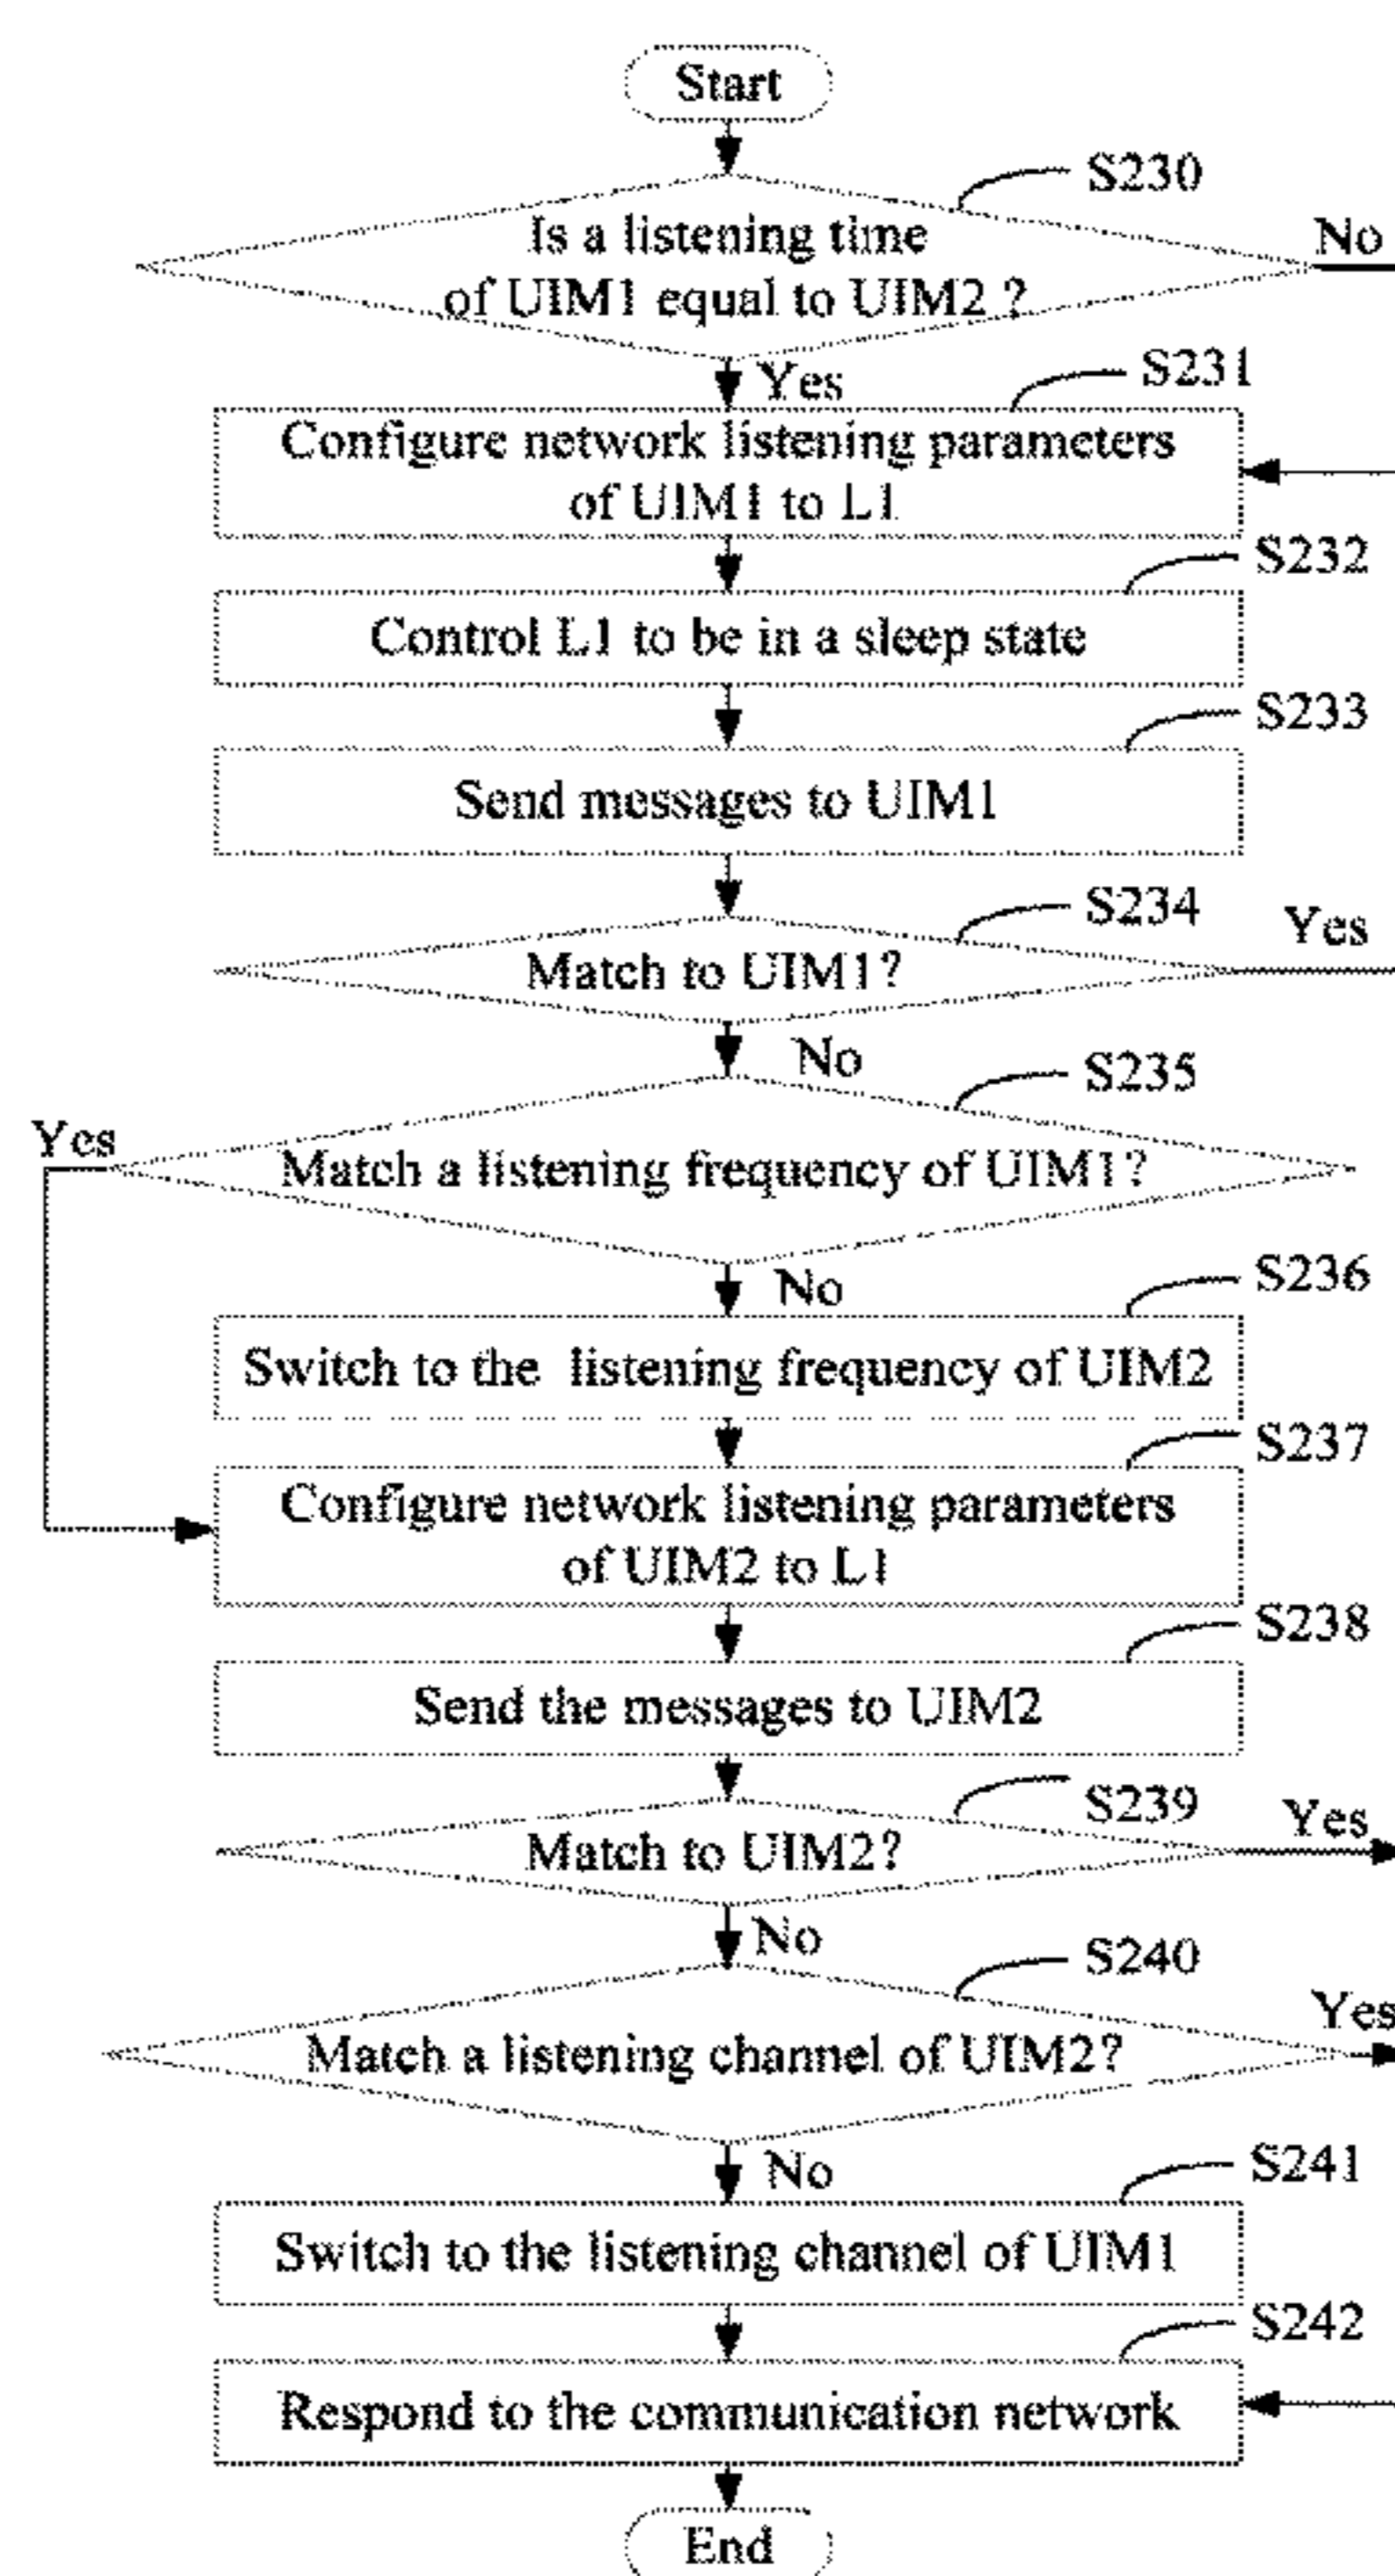 Start
S230
Is a listening time
of UIM1 equal to UIM2 ?
No
Yes
S231
Configure network listening parameters
of UIM1 to L1
S232
Control L1 to be in a sleep state
S233
Send messages to UIM1
S234
Match to UIM1?
Yes
No
S235
Yes
Match a listening frequency of UIM1?
No
S236
Switch to the listening frequency of UIM2
S237
Configure network listening parameters
of UIM2 to L1
S238
Send the messages to UIM2
S239
Match to UIM2?
Yes
No
S240
Yes
Match a listening channel of UIM2?
No
S241
Switch to the listening channel of UIM1
S242
Respond to the communication network
End